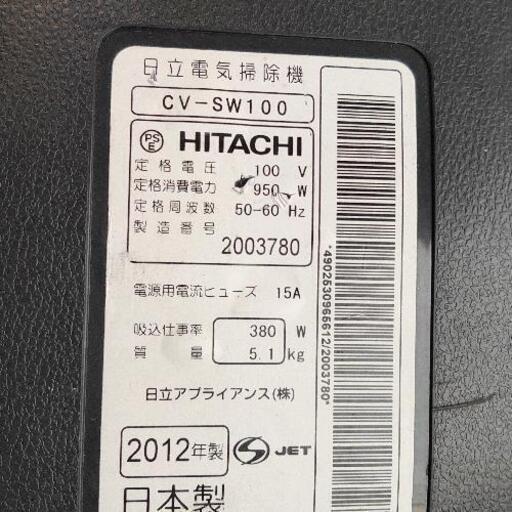 日立電気掃除機
CV-SW100
PSE HITACHI
定格電圧 100 V
定格消費電力 950 W
定格周波数 50-60 Hz
製造番号
2003780
電源用電流ヒューズ 15A
吸込仕事率 380 W
質量 5.1 kg
日立アプライアンス(株)
2012年製 S JET
日本製
*4902530965612/2003780*